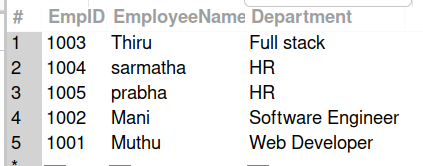 # EmpID EmployeeName Department
1 1003 Thiru Full stack
2 1004 sarmatha HR
3 1005 prabha HR
4 1002 Mani Software Engineer
5 1001 Muthu Web Developer
*